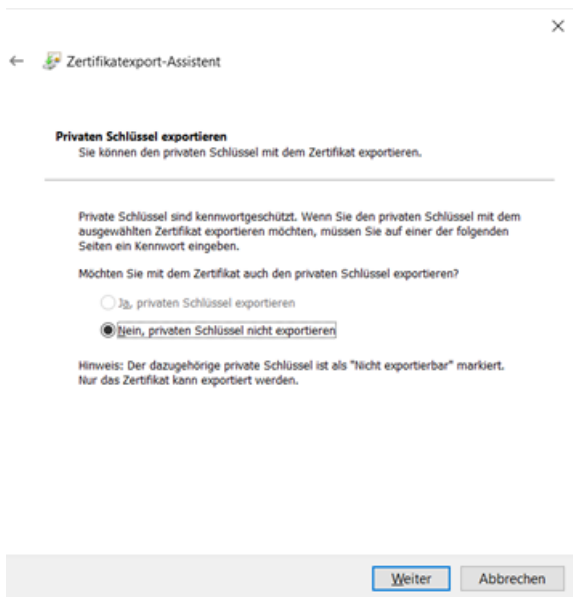 Zertifikatexport-Assistent
Privaten Schlüssel exportieren
Sie können den privaten Schlüssel mit dem Zertifikat exportieren.
Private Schlüssel sind kennwortgeschützt. Wenn Sie den privaten Schlüssel mit dem
ausgewählten Zertifikat exportieren möchten, müssen Sie auf einer der folgenden
Seiten ein Kennwort eingeben.
Möchten Sie mit dem Zertifikat auch den privaten Schlüssel exportieren?
Ja, privaten Schlüssel exportieren
Nein, privaten Schlüssel nicht exportieren
Hinweis: Der dazugehörige private Schlüssel ist als "Nicht exportierbar" markiert.
Nur das Zertifikat kann exportiert werden.
Weiter
Abbrechen